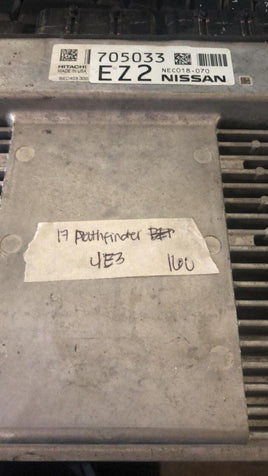 705033
HITACHI
MADE IN USA
EZ2
NEC018-070
NISSAN
17 Pathfinder
4E3 160